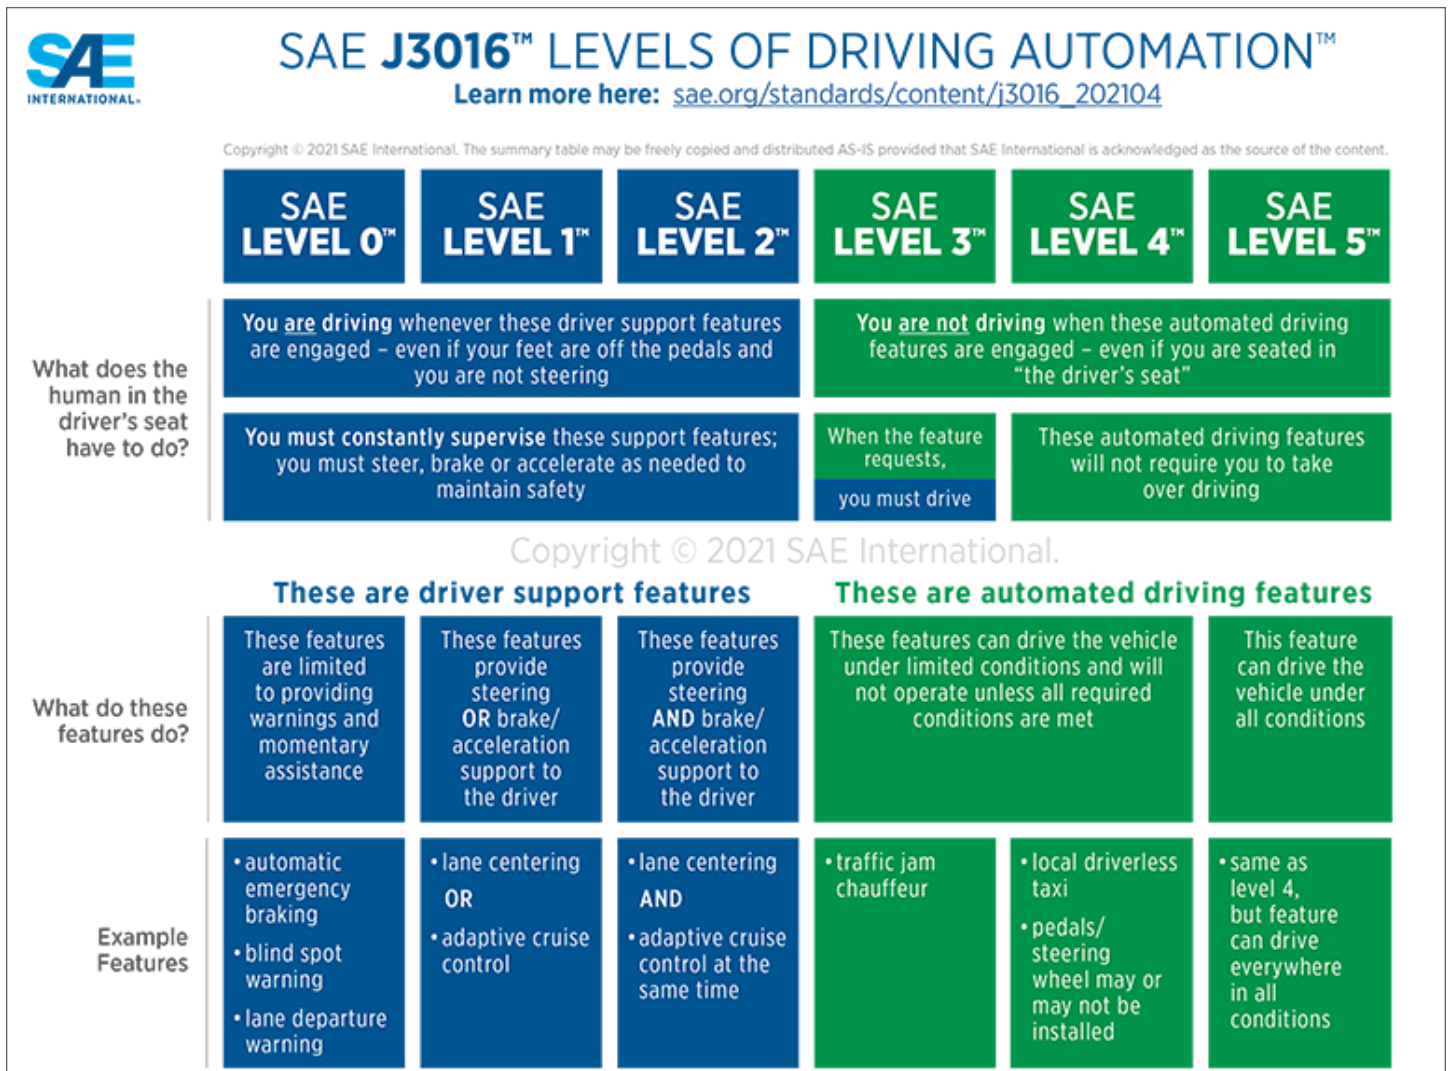 SAE
INTERNATIONAL®
SAE J3016™ LEVELS OF DRIVING AUTOMATION™
Learn more here: sae.org/standards/content/j3016_202104
Copyright © 2021 SAE International. The summary table may be freely copied and distributed AS-IS provided that SAE International is acknowledged as the source of the content.
SAE
LEVEL 0™
SAE
LEVEL 1™
SAE
LEVEL 2™
SAE
LEVEL 3™
SAE
LEVEL 4™
SAE
LEVEL 5™
What does the
human in the
driver's seat
have to do?
You are driving whenever these driver support features
are engaged – even if your feet are off the pedals and
you are not steering
You are not driving when these automated driving
features are engaged – even if you are seated in
“the driver's seat”
You must constantly supervise these support features;
you must steer, brake or accelerate as needed to
maintain safety
When the feature
requests,
you must drive
These automated driving features
will not require you to take
over driving
Copyright © 2021 SAE International.
These are driver support features
These are automated driving features
What do these
features do?
These features
are limited
to providing
warnings and
momentary
assistance
These features
provide
steering
OR brake/
acceleration
support to
the driver
These features
provide
steering
AND brake/
acceleration
support to
the driver
These features can drive the vehicle
under limited conditions and will
not operate unless all required
conditions are met
This feature
can drive the
vehicle under
all conditions
Example
Features
• automatic
emergency
braking
• blind spot
warning
• lane departure
warning
• lane centering
OR
• adaptive cruise
control
• lane centering
AND
• adaptive cruise
control at the
same time
• traffic jam
chauffeur
• local driverless
taxi
• pedals/
steering
wheel may or
may not be
installed
• same as
level 4,
but feature
can drive
everywhere
in all
conditions